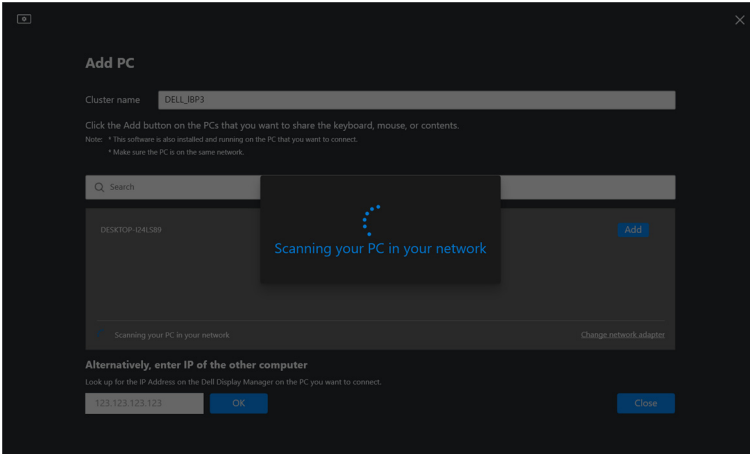 Add PC
Cluster name DELL_IBP3
Click the Add button on the PCs that you want to share the keyboard, mouse, or contents.
Note: * This software is also installed and running on the PC that you want to connect.
* Make sure the PC is on the same network.
Search
DESKTOP-I24LS89 Add
Scanning your PC in your network
Scanning your PC in your network Change network adapter
Alternatively, enter IP of the other computer
Look up for the IP Address on the Dell Display Manager on the PC you want to connect.
123.123.123.123 OK Close